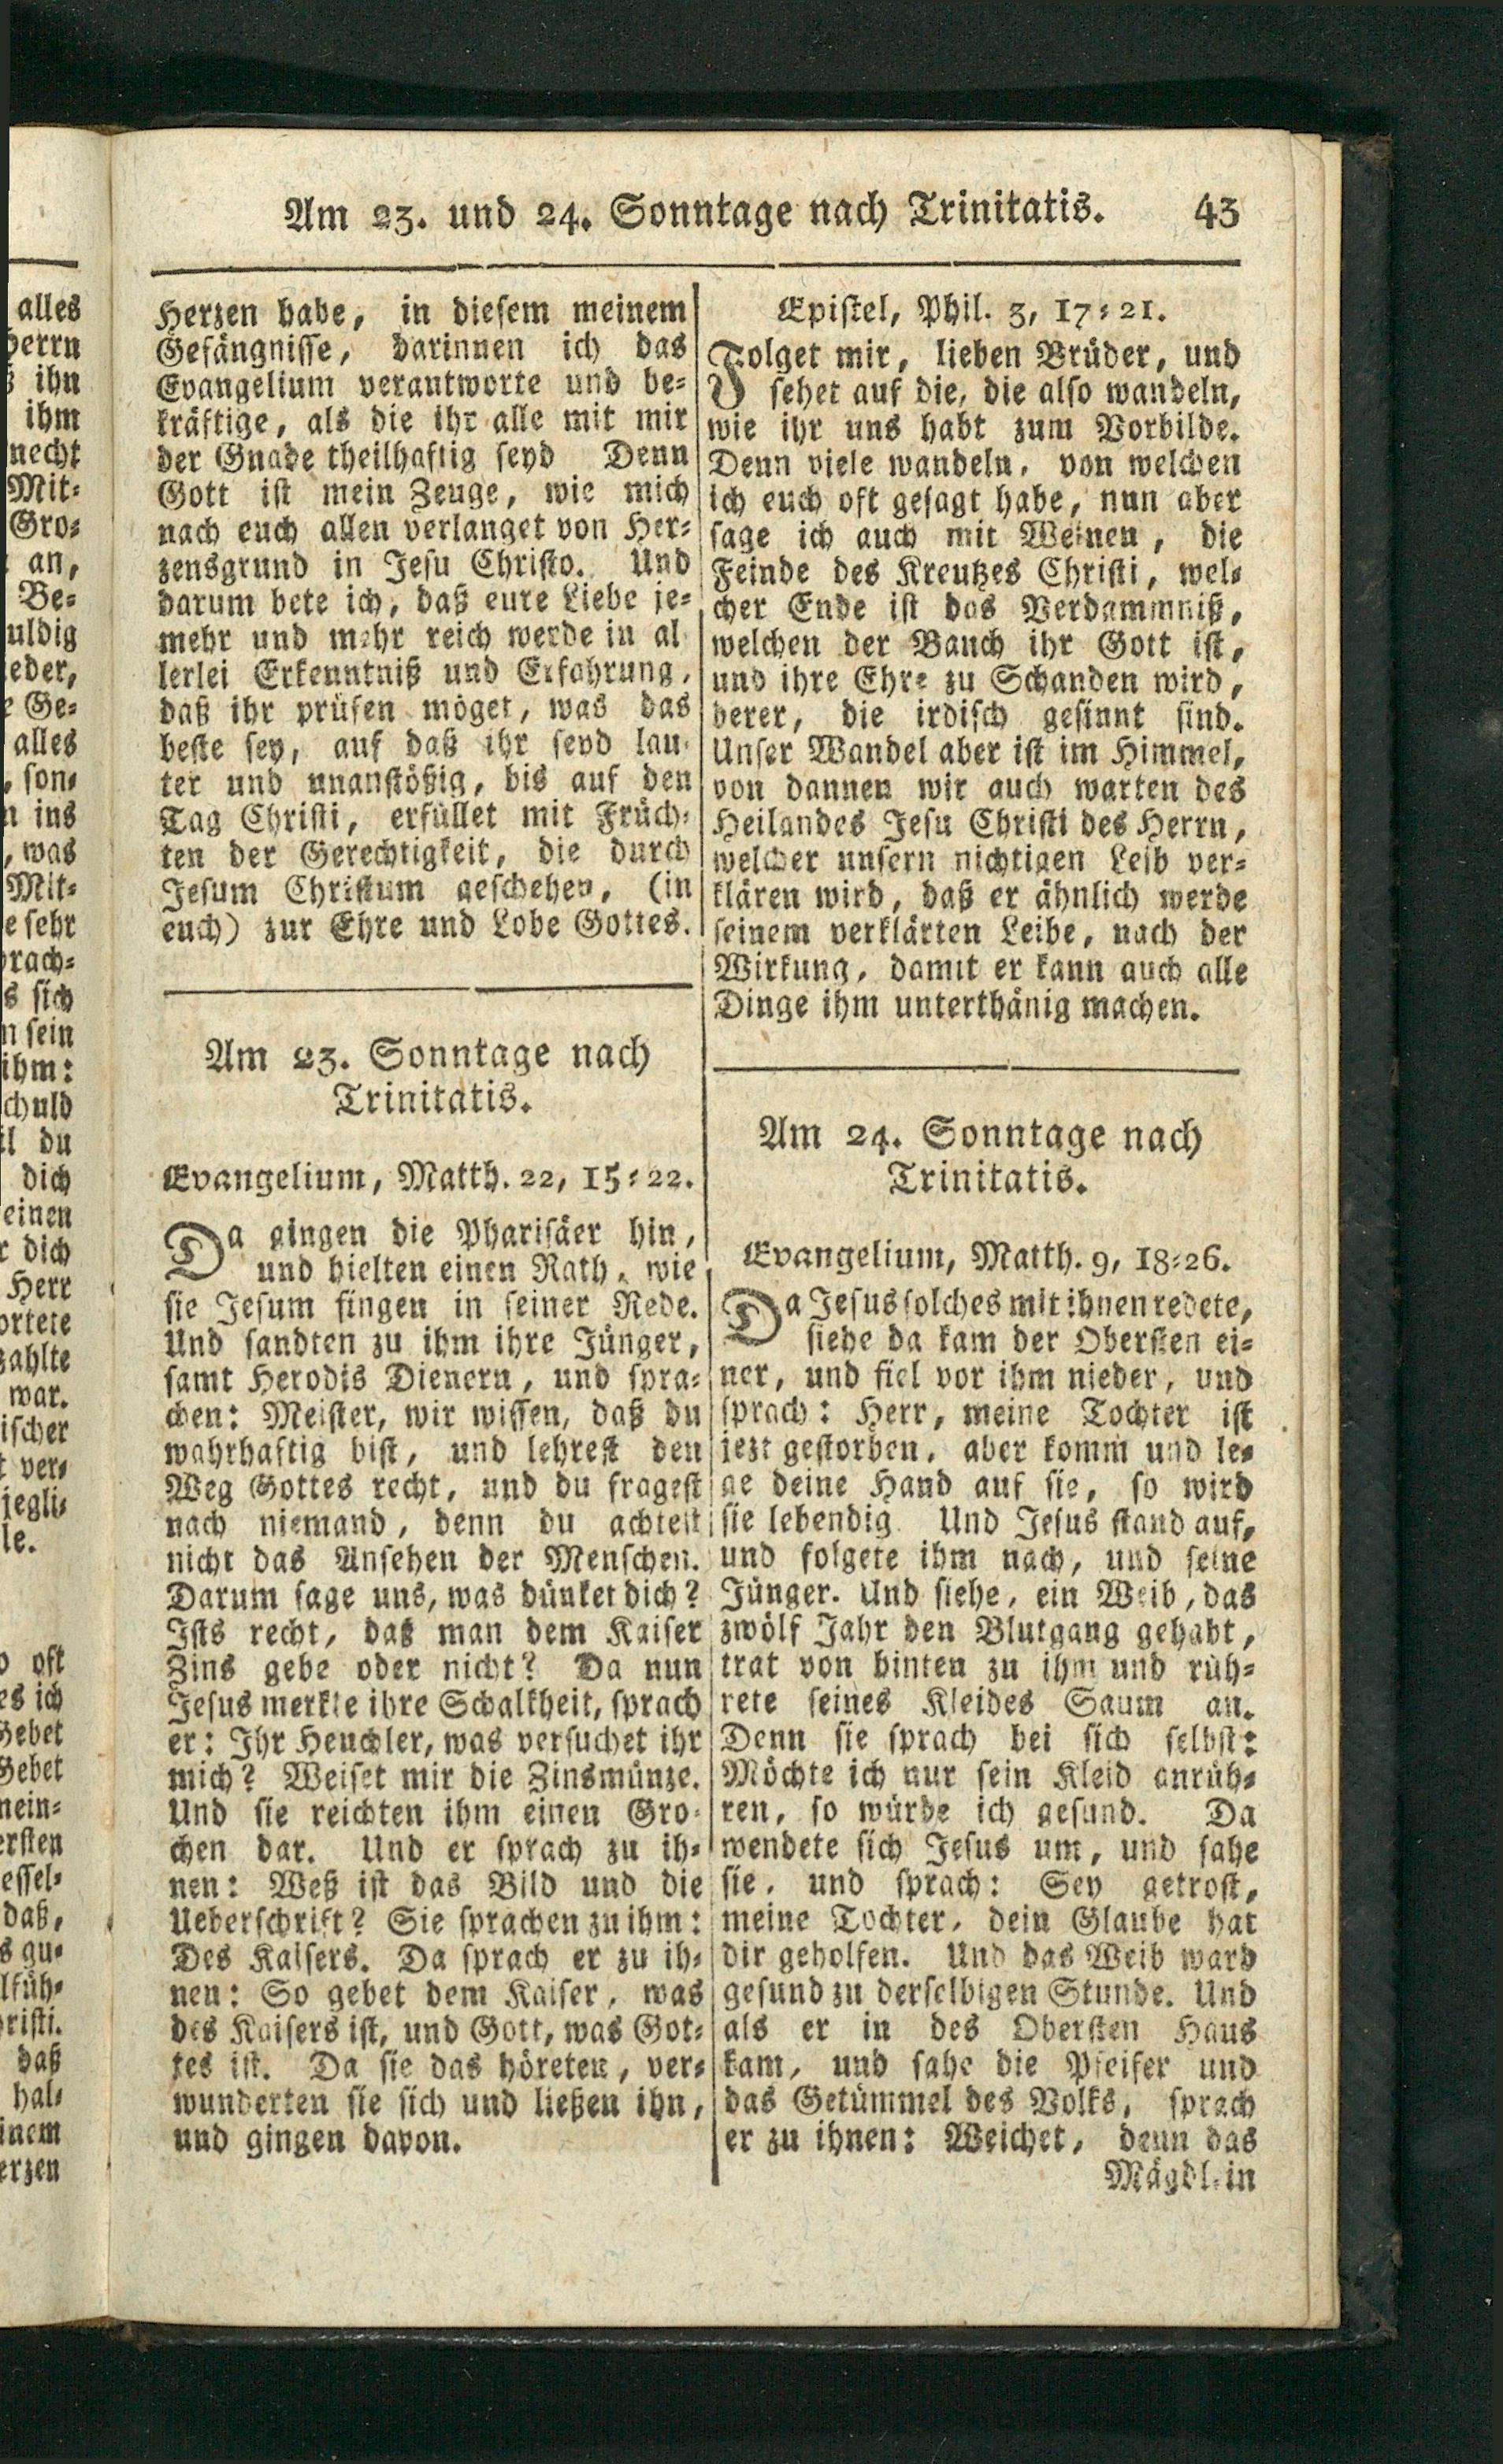 Am 23. und 24. Sonntage nach Trinitatis. 43
Herzen habe, in diesem meinem
Gefängnisse, darinnen ich das
Evangelium verantworte und be-
kräftige, als die ihr alle mit mir
der Gnade theilhaftig seyd Denn
Gott ist mein Zeuge, wie mich
nach euch allen verlanget von Her-
zensgrund in Jesu Christo. Und
darum bete ich, daß eure Liebe je-
mehr und mehr reich werde in al
lerlei Erkenntniß und Erfahrung,
daß ihr prüfen möget, was das
beste sey, auf daß ihr seyd lau-
ter und unanstößig, bis auf den
Tag Christi, erfüllet mit Früch-
ten der Gerechtigkeit, die durch
Jesum Christum geschehen, (in
euch) zur Ehre und Lobe Gottes.
Am 23. Sonntage nach
Trinitatis.
Evangelium, Matth. 22, 15-22.
Da gingen die Pharisäer hin,
und hielten einen Rath, wie
sie Jesum fingen in seiner Rede.
Und sandten zu ihm ihre Jünger,
samt Herodis Dienern, und spra-
chen: Meister, wir wissen, daß du
wahrhaftig bist, und lehrest den
Weg Gottes recht, und du fragest
nach niemand, denn du achtest
nicht das Ansehen der Menschen.
Darum sage uns, was dünket dich?
Ists recht, daß man dem Kaiser
Zins gebe oder nicht? Da nun
Jesus merkte ihre Schalkheit, sprach
er: Ihr Heuchler, was versuchet ihr
mich? Weiset mir die Zinsmünze.
Und sie reichten ihm einen Gro-
chen dar. Und er sprach zu ih-
nen: Weß ist das Bild und die
Ueberschrift? Sie sprachen zu ihm:
Des Kaisers. Da sprach er zu ih-
nen: So gebet dem Kaiser, was
des Kaisers ist, und Gott, was Got-
tes ist. Da sie das höreten, ver-
wunderten sie sich und ließen ihn,
und gingen davon.
Epistel, Phil. 3, 17-21.
Folget mir, lieben Brüder, und
sehet auf die, die also wandeln,
wie ihr uns habt zum Vorbilde.
Denn viele wandeln, von welchen
ich euch oft gesagt habe, nun aber
sage ich auch mit Weinen, die
Feinde des Kreutzes Christi, wel-
cher Ende ist das Verdammniß,
welchen der Bauch ihr Gott ist,
und ihre Ehre zu Schanden wird,
derer, die irdisch gesinnt sind.
Unser Wandel aber ist im Himmel,
von dannen wir auch warten des
Heilandes Jesu Christi des Herrn,
welcher unsern nichtigen Leib ver-
klären wird, daß er ähnlich werde
seinem verklärten Leibe, nach der
Wirkung, damit er kann auch alle
Dinge ihm unterthänig machen.
Am 24. Sonntage nach
Trinitatis.
Evangelium, Matth. 9, 18-26.
Da Jesus solches mit ihnen redete,
siehe da kam der Obersten ei-
ner, und fiel vor ihm nieder, und
sprach: Herr, meine Tochter ist
jezt gestorben, aber komm und le-
ge deine Hand auf sie, so wird
sie lebendig. Und Jesus stand auf,
und folgete ihm nach, und seine
Jünger. Und siehe, ein Weib, das
zwölf Jahr den Blutgang gehabt,
trat von hinten zu ihm und rüh-
rete seines Kleides Saum an.
Denn sie sprach bei sich selbst:
Möchte ich nur sein Kleid anrüh-
ren, so würde ich gesund. Da
wendete sich Jesus um, und sahe
sie, und sprach: Sey getrost,
meine Tochter, dein Glaube hat
dir geholfen. Und das Weib ward
gesund zu derselbigen Stunde. Und
als er in des Obersten Haus
kam, und sahe die Pfeifer und
das Getümmel des Volks, sprach
er zu ihnen: Weichet, denn das
Mägdlein